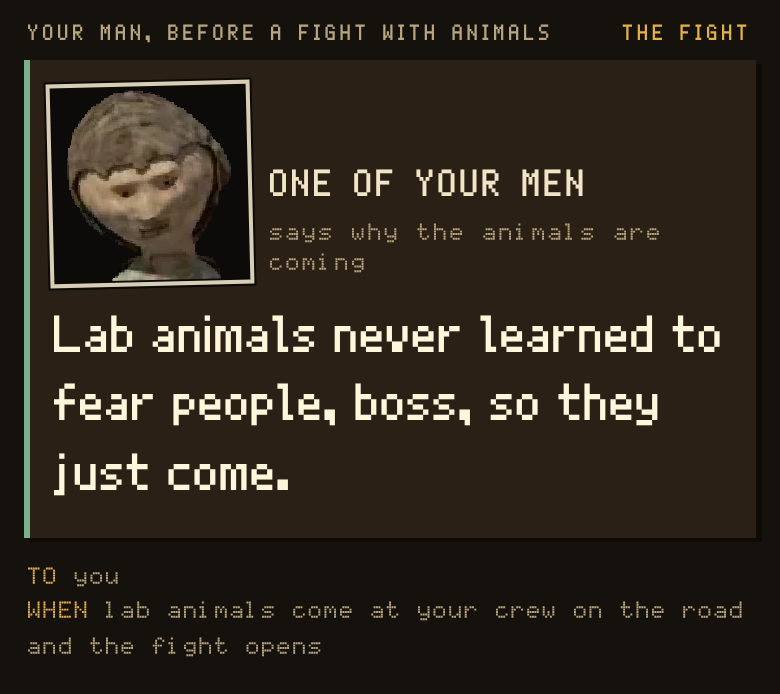 YOUR MAN, BEFORE A FIGHT WITH ANIMALS
THE FIGHT
ONE OF YOUR MEN
says why the animals are
coming
Lab animals never learned to
fear people, boss, so they
just come.
TO you
WHEN lab animals come at your crew on the road
and the fight opens